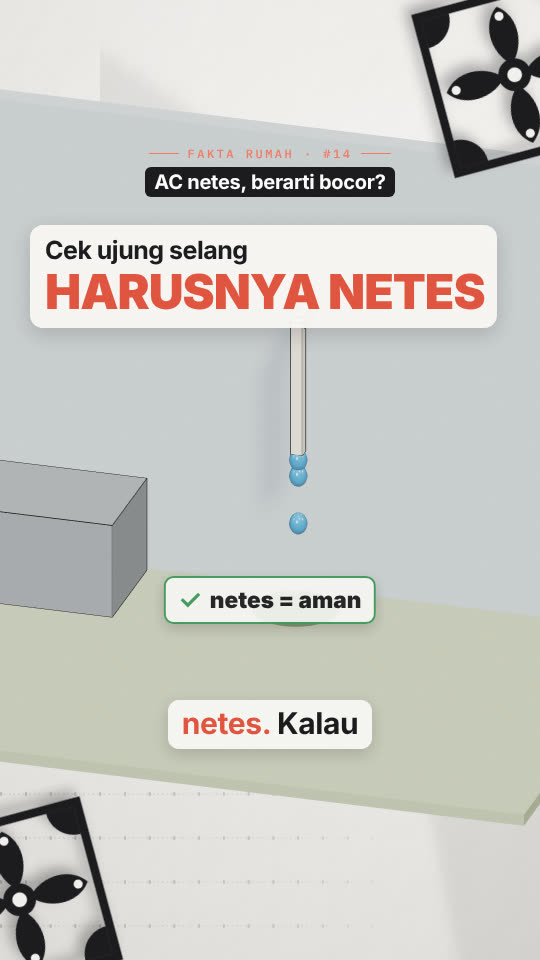 FAKTA RUMAH · #14
AC netes, berarti bocor?
Cek ujung selang
HARUSNYA NETES
netes = aman
netes. Kalau